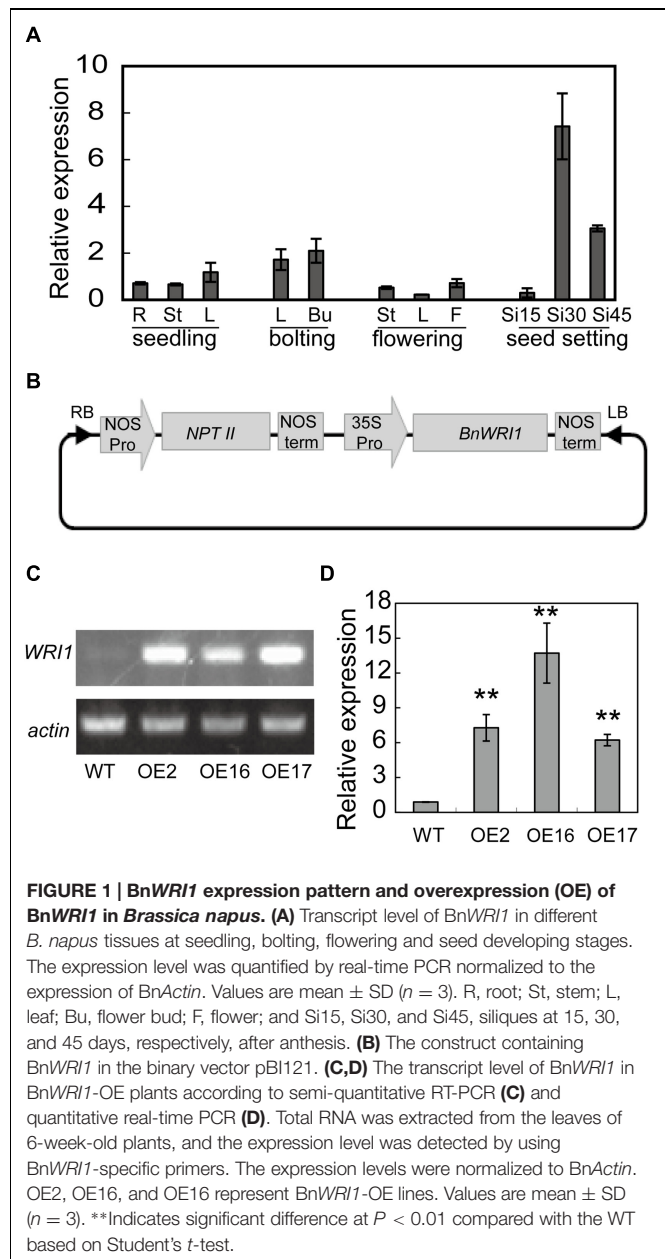 A
Relative expression
10
8
6
4
2
0
R St L L Bu St L F Si15 Si30 Si45
seedling bolting flowering seed setting
B
RB NOS Pro NPT II NOS term 35S Pro BnWRI1 NOS term LB
C
WRI1
actin
WT OE2 OE16 OE17
D
Relative expression
18
15
12
9
6
3
0
** ** **
WT OE2 OE16 OE17
FIGURE 1 | BnWRI1 expression pattern and overexpression (OE) of
BnWRI1 in Brassica napus. (A) Transcript level of BnWRI1 in different
B. napus tissues at seedling, bolting, flowering and seed developing stages.
The expression level was quantified by real-time PCR normalized to the
expression of BnActin. Values are mean ± SD (n = 3). R, root; St, stem; L,
leaf; Bu, flower bud; F, flower; and Si15, Si30, and Si45, siliques at 15, 30,
and 45 days, respectively, after anthesis. (B) The construct containing
BnWRI1 in the binary vector pBI121. (C,D) The transcript level of BnWRI1 in
BnWRI1-OE plants according to semi-quantitative RT-PCR (C) and
quantitative real-time PCR (D). Total RNA was extracted from the leaves of
6-week-old plants, and the expression level was detected by using
BnWRI1-specific primers. The expression levels were normalized to BnActin.
OE2, OE16, and OE16 represent BnWRI1-OE lines. Values are mean ± SD
(n = 3). **Indicates significant difference at P < 0.01 compared with the WT
based on Student's t-test.